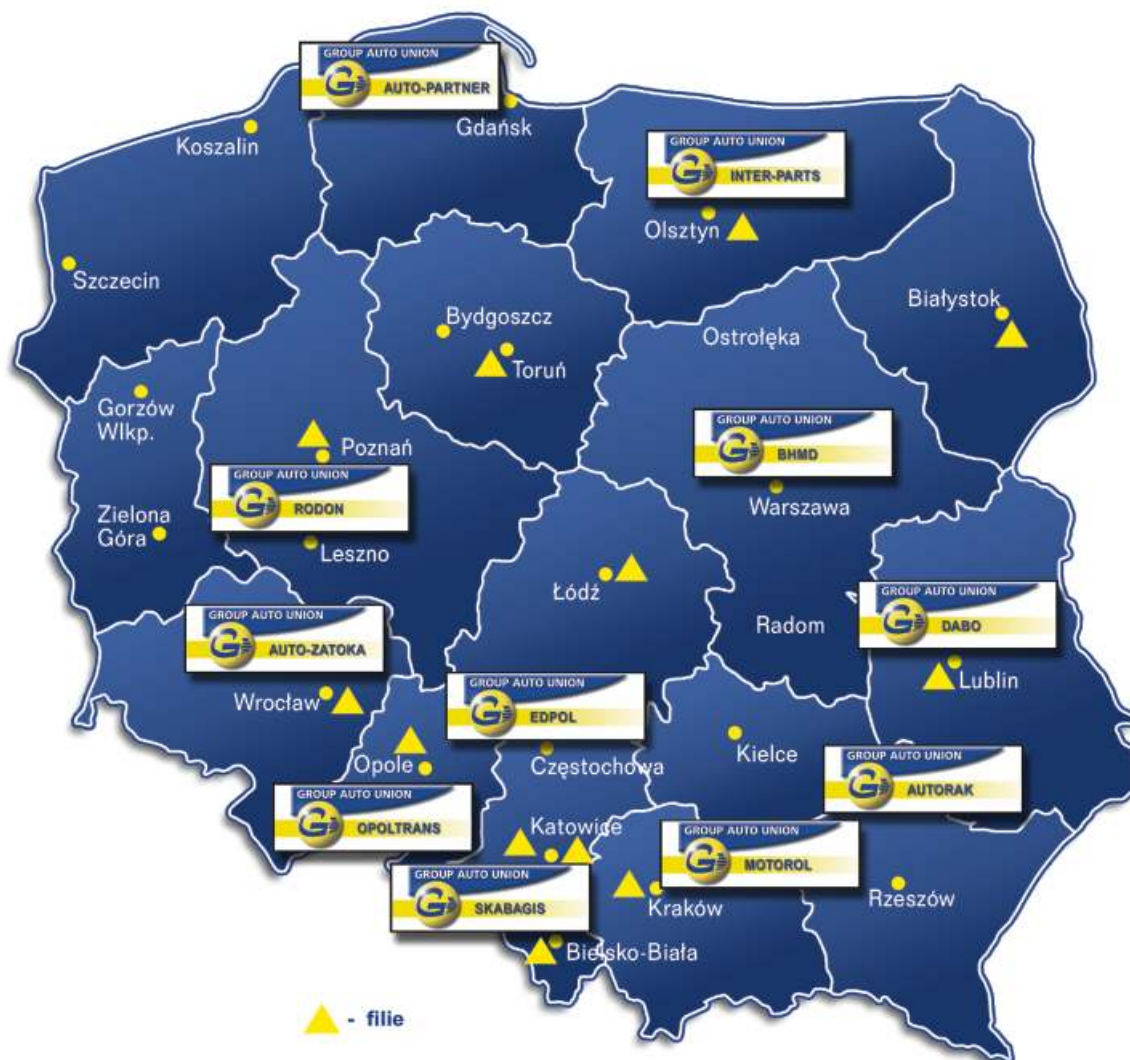 GROUP AUTO UNION
G
AUTO-PARTNER
Gdańsk
Koszalin
GROUP AUTO UNION
G
INTER-PARTS
Olsztyn
Szczecin
Białystok
Bydgoszcz
Toruń
Ostrołęka
Gorzów
Wlkp.
Poznań
GROUP AUTO UNION
G
BHMD
Warszawa
GROUP AUTO UNION
G
RODON
Zielona
Góra
Leszno
Łódź
GROUP AUTO UNION
G
AUTO-ZATOKA
Wrocław
Radom
GROUP AUTO UNION
G
DABO
Lublin
GROUP AUTO UNION
G
EDPOL
Częstochowa
Kielce
Opole
GROUP AUTO UNION
G
AUTORAK
GROUP AUTO UNION
G
OPOLTRANS
Katowice
GROUP AUTO UNION
G
MOTOROL
Kraków
Rzeszów
GROUP AUTO UNION
G
SKABAGIS
Bielsko-Biała
- filie